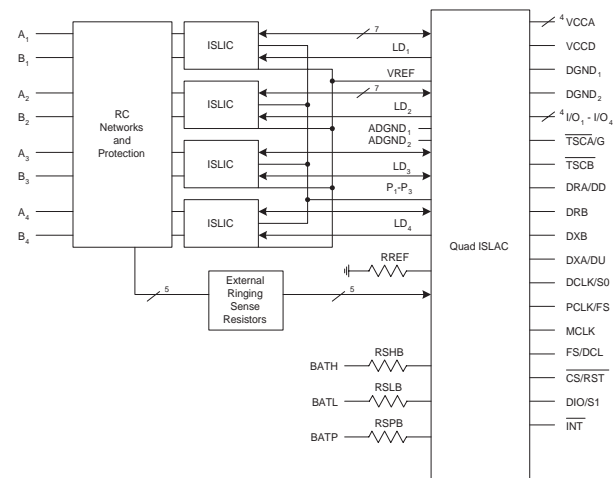 A1
B1
A2
B2
A3
B3
A4
B4
RC
Networks
and
Protection
ISLIC
ISLIC
ISLIC
ISLIC
7
LD1
VREF
7
LD2
ADGND1
ADGND2
LD3
P1-P3
LD4
RREF
5
External
Ringing
Sense
Resistors
5
BATH
RSHB
BATL
RSLB
BATP
RSPB
Quad ISLAC
4 VCCA
VCCD
DGND1
DGND2
4 I/O1 - I/O4
TSCA/G
TSCB
DRA/DD
DRB
DXB
DXA/DU
DCLK/S0
PCLK/FS
MCLK
FS/DCL
CS/RST
DIO/S1
INT